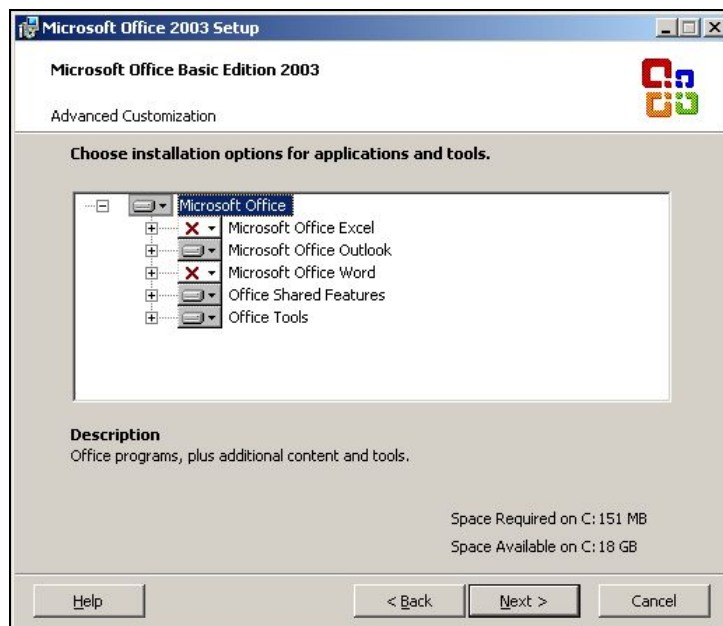 Microsoft Office 2003 Setup
Microsoft Office Basic Edition 2003
Advanced Customization
Choose installation options for applications and tools.
Microsoft Office
Microsoft Office Excel
Microsoft Office Outlook
Microsoft Office Word
Office Shared Features
Office Tools
Description
Office programs, plus additional content and tools.
Space Required on C: 151 MB
Space Available on C: 18 GB
Help
< Back
Next >
Cancel